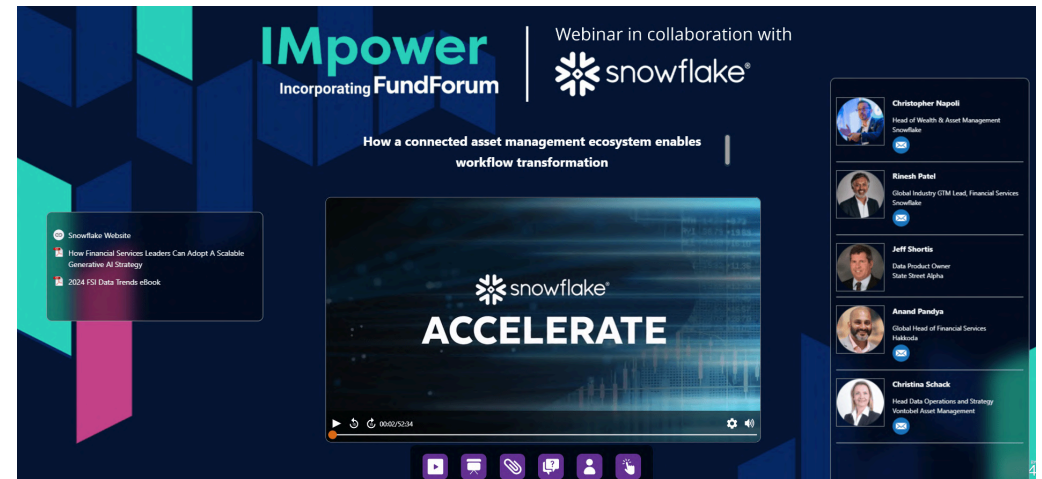 IMpower
Incorporating FundForum
Webinar in collaboration with
snowflake®
How a connected asset management ecosystem enables
workflow transformation
Snowflake Website
How Financial Services Leaders Can Adopt A Scalable
Generative AI Strategy
2024 FSI Data Trends eBook
snowflake®
ACCELERATE
00:02/52:34
Christopher Napoli
Head of Wealth & Asset Management
Snowflake
Rinesh Patel
Global Industry GTM Lead, Financial Services
Snowflake
Jeff Shortis
Data Product Owner
State Street Alpha
Anand Pandya
Global Head of Financial Services
Hakkoda
Christina Schack
Head Data Operations and Strategy
Vontobel Asset Management
4